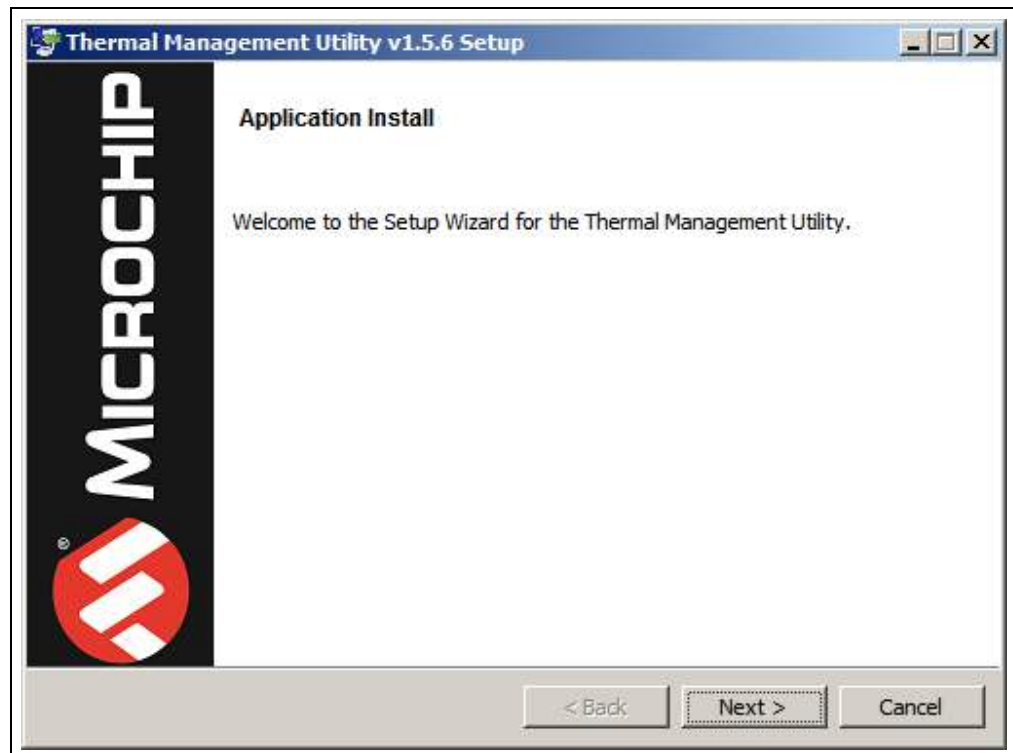 Thermal Management Utility v1.5.6 Setup
MICROCHIP
®
Application Install
Welcome to the Setup Wizard for the Thermal Management Utility.
< Back
Next >
Cancel